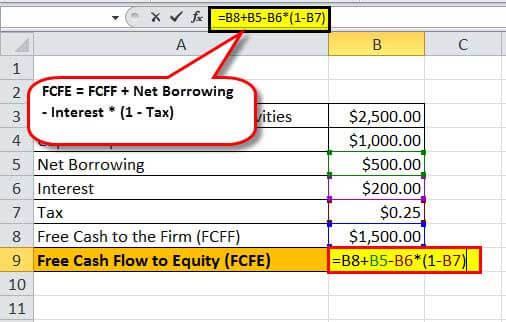 fx =B8+B5-B6*(1-B7)
A B C
FCFE = FCFF + Net Borrowing
- Interest * (1 - Tax)
1
2
3 vities $2,500.00
4 $1,000.00
5 Net Borrowing $500.00
6 Interest $200.00
7 Tax $0.25
8 Free Cash to the Firm (FCFF) $1,500.00
9 Free Cash Flow to Equity (FCFE) =B8+B5-B6*(1-B7)
10
11